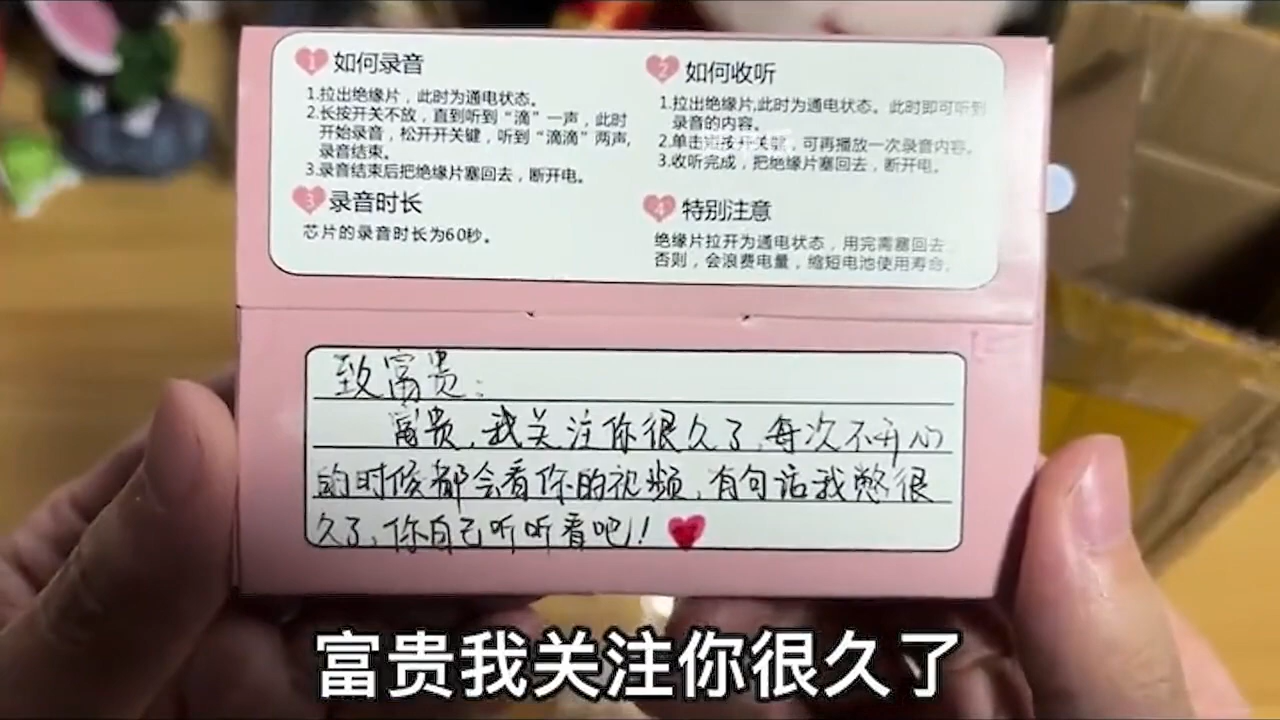 1 如何录音
1.拉出绝缘片，此时为通电状态。
2.长按开关不放，直到听到“滴”一声，此时
开始录音，松开开关键，听到“滴滴”两声，
录音结束。
3.录音结束后把绝缘片塞回去，断开电。
2 如何收听
1.拉出绝缘片,此时为通电状态。此时即可听到
录音的内容。
2.单击短按开关键，可再播放一次录音内容。
3.收听完成，把绝缘片塞回去，断开电。
3 录音时长
芯片的录音时长为60秒。
4 特别注意
绝缘片拉开为通电状态，用完需塞回去，
否则，会浪费电量，缩短电池使用寿命。
致富贵：
富贵，我关注你很久了，每次不开心
的时候都会看你的视频，有句话我憋很
久了，你自己听听看吧！
富贵我关注你很久了